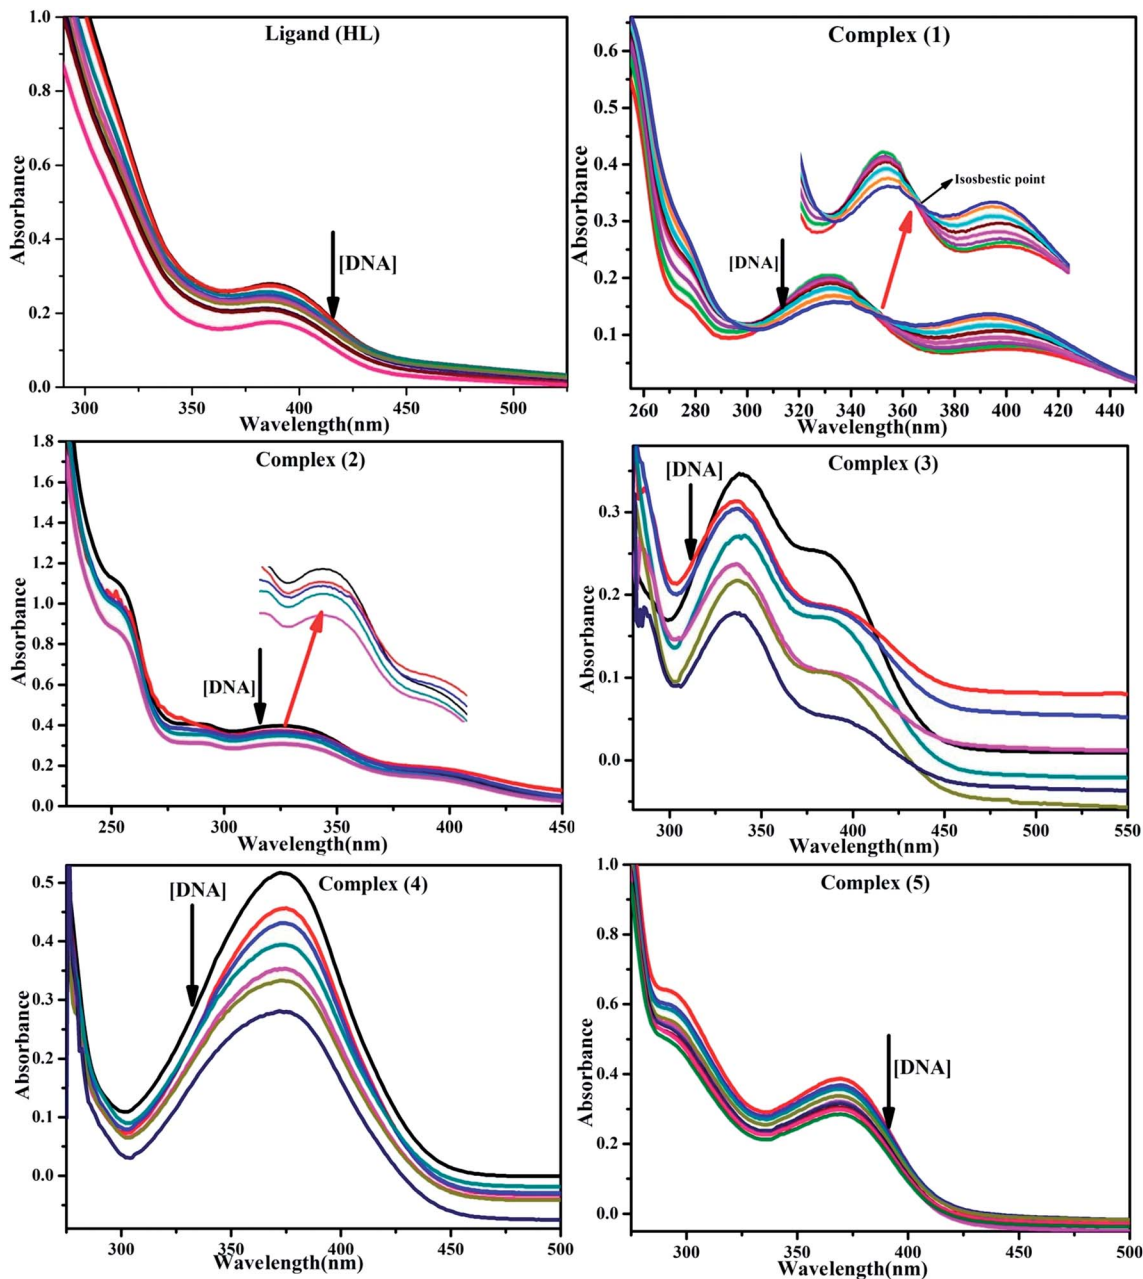 Ligand (HL)
1.0
0.8
0.6
0.4
0.2
0.0
Absorbance
[DNA]
300 350 400 450 500
Wavelength(nm)
Complex (1)
0.6
0.5
0.4
0.3
0.2
0.1
Absorbance
Isosbestic point
[DNA]
260 280 300 320 340 360 380 400 420 440
Wavelength(nm)
Complex (2)
1.8
1.6
1.4
1.2
1.0
0.8
0.6
0.4
0.2
0.0
Absorbance
[DNA]
250 300 350 400 450
Wavelength(nm)
Complex (3)
0.3
0.2
0.1
0.0
Absorbance
[DNA]
300 350 400 450 500 550
Wavelength(nm)
Complex (4)
0.5
0.4
0.3
0.2
0.1
0.0
Absorbance
[DNA]
300 350 400 450 500
Wavelength(nm)
Complex (5)
1.0
0.8
0.6
0.4
0.2
0.0
Absorbance
[DNA]
300 350 400 450 500
Wavelength(nm)